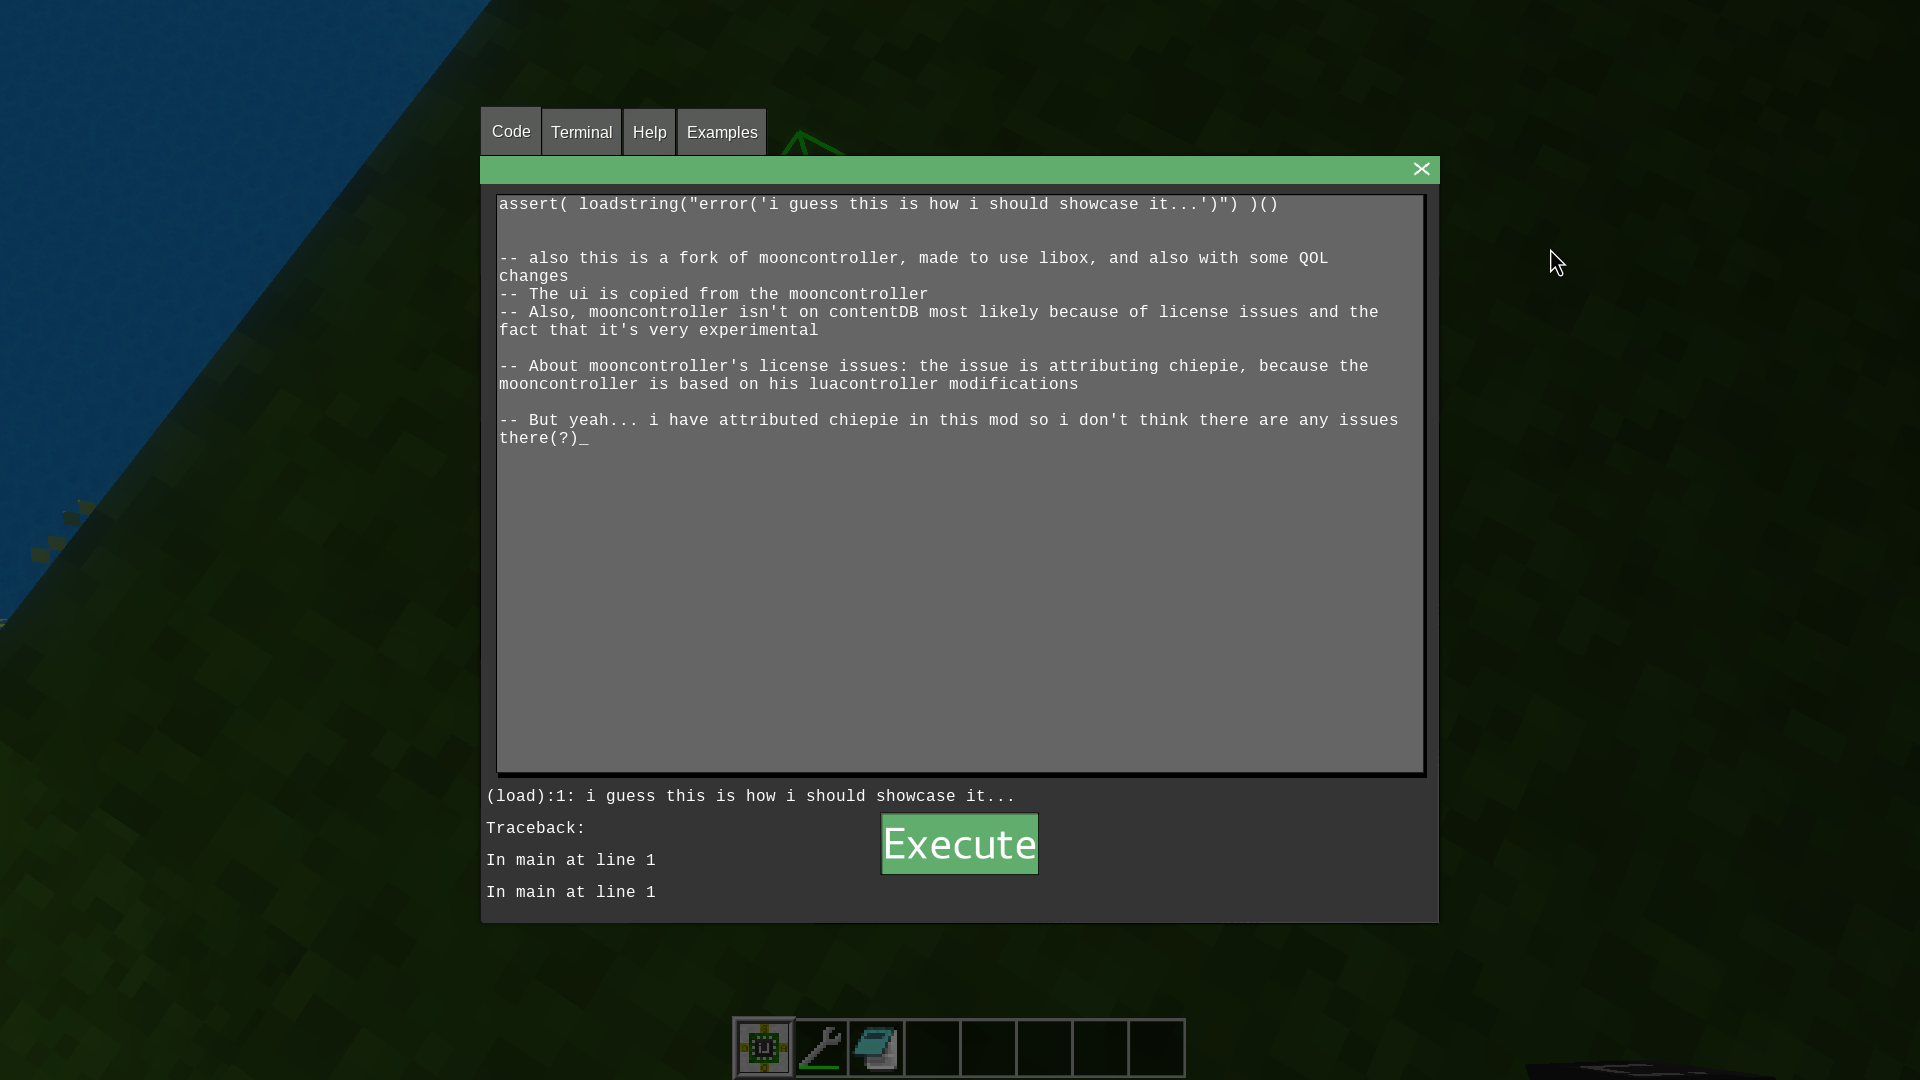 Code Terminal Help Examples
assert( loadstring("error('i guess this is how i should showcase it...')") )()
-- also this is a fork of mooncontroller, made to use libox, and also with some QOL
changes
-- The ui is copied from the mooncontroller
-- Also, mooncontroller isn't on contentDB most likely because of license issues and the
fact that it's very experimental
-- About mooncontroller's license issues: the issue is attributing chiepie, because the
mooncontroller is based on his luacontroller modifications
-- But yeah... i have attributed chiepie in this mod so i don't think there are any issues
there(?)_
(load):1: i guess this is how i should showcase it...
Traceback:
Execute
In main at line 1
In main at line 1